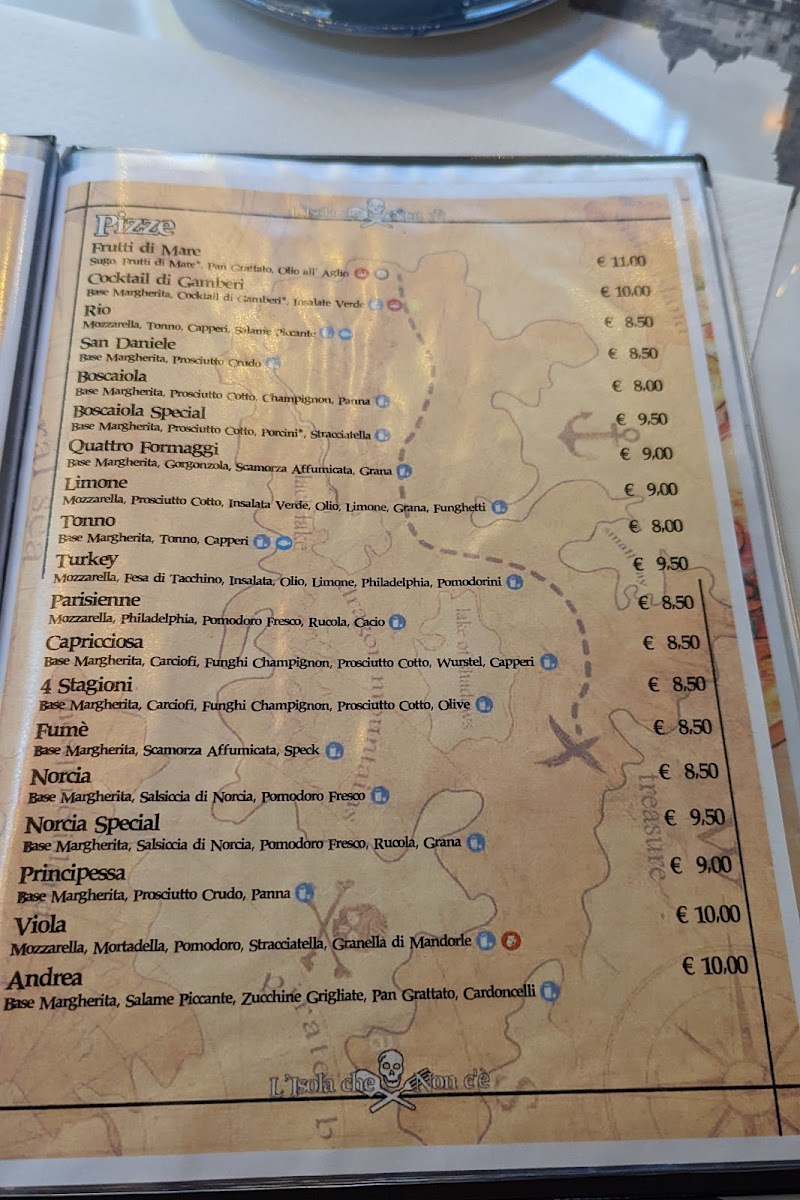 L'Isola che Non c'è
Pizze
Frutti di Mare € 11,00
Sugo, Frutti di Mare*, Pan Grattato, Olio all' Aglio
Cocktail di Gamberi € 10,00
Base Margherita, Cocktail di Gamberi*, Insalate Verde
Rio € 8,50
Mozzarella, Tonno, Capperi, Salame Piccante
San Daniele € 8,50
Base Margherita, Prosciutto Crudo
Boscaiola € 8,00
Base Margherita, Prosciutto Cotto, Champignon, Panna
Boscaiola Special € 9,50
Base Margherita, Prosciutto Cotto, Porcini*, Stracciatella
Quattro Formaggi € 9,00
Base Margherita, Gorgonzola, Scamorza Affumicata, Grana
Limone € 9,00
Mozzarella, Prosciutto Cotto, Insalata Verde, Olio, Limone, Grana, Funghetti
Tonno € 8,00
Base Margherita, Tonno, Capperi
Turkey € 9,50
Mozzarella, Fesa di Tacchino, Insalata, Olio, Limone, Philadelphia, Pomodorini
Parisienne € 8,50
Mozzarella, Philadelphia, Pomodoro Fresco, Rucola, Cacio
Capricciosa € 8,50
Base Margherita, Carciofi, Funghi Champignon, Prosciutto Cotto, Wurstel, Capperi
4 Stagioni € 8,50
Base Margherita, Carciofi, Funghi Champignon, Prosciutto Cotto, Olive
Fumè € 8,50
Base Margherita, Scamorza Affumicata, Speck
Norcia € 8,50
Base Margherita, Salsiccia di Norcia, Pomodoro Fresco
Norcia Special € 9,50
Base Margherita, Salsiccia di Norcia, Pomodoro Fresco, Rucola, Grana
Principessa € 9,00
Base Margherita, Prosciutto Crudo, Panna
Viola € 10,00
Mozzarella, Mortadella, Pomodoro, Stracciatella, Granella di Mandorle
Andrea € 10,00
Base Margherita, Salame Piccante, Zucchine Grigliate, Pan Grattato, Cardoncelli
lake of shadows
treasure
L'Isola che Non c'è